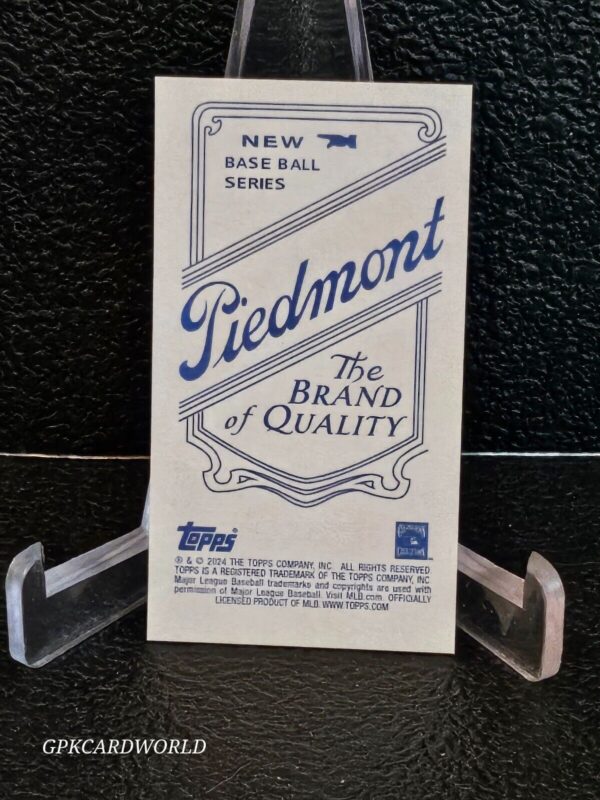 NEW
BASE BALL
SERIES
Piedmont
The
BRAND
of QUALITY
topps®
® & © 2024 THE TOPPS COMPANY, INC. ALL RIGHTS RESERVED
TOPPS IS A REGISTERED TRADEMARK OF THE TOPPS COMPANY, INC
Major League Baseball trademarks and copyrights are used with
permission of Major League Baseball. Visit MLB.com. OFFICIALLY
LICENSED PRODUCT OF MLB. WWW.TOPPS.COM
GPKCARDWORLD